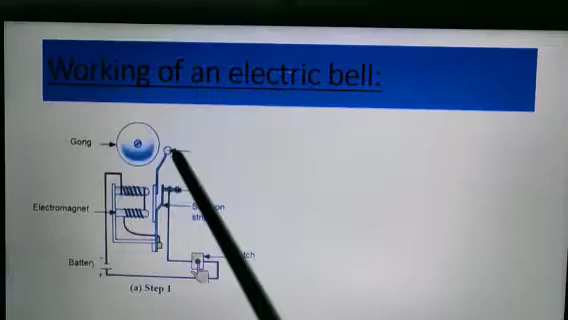 Working of an electric bell:
Gong
Electromagnet
Battery
(a) Step 1